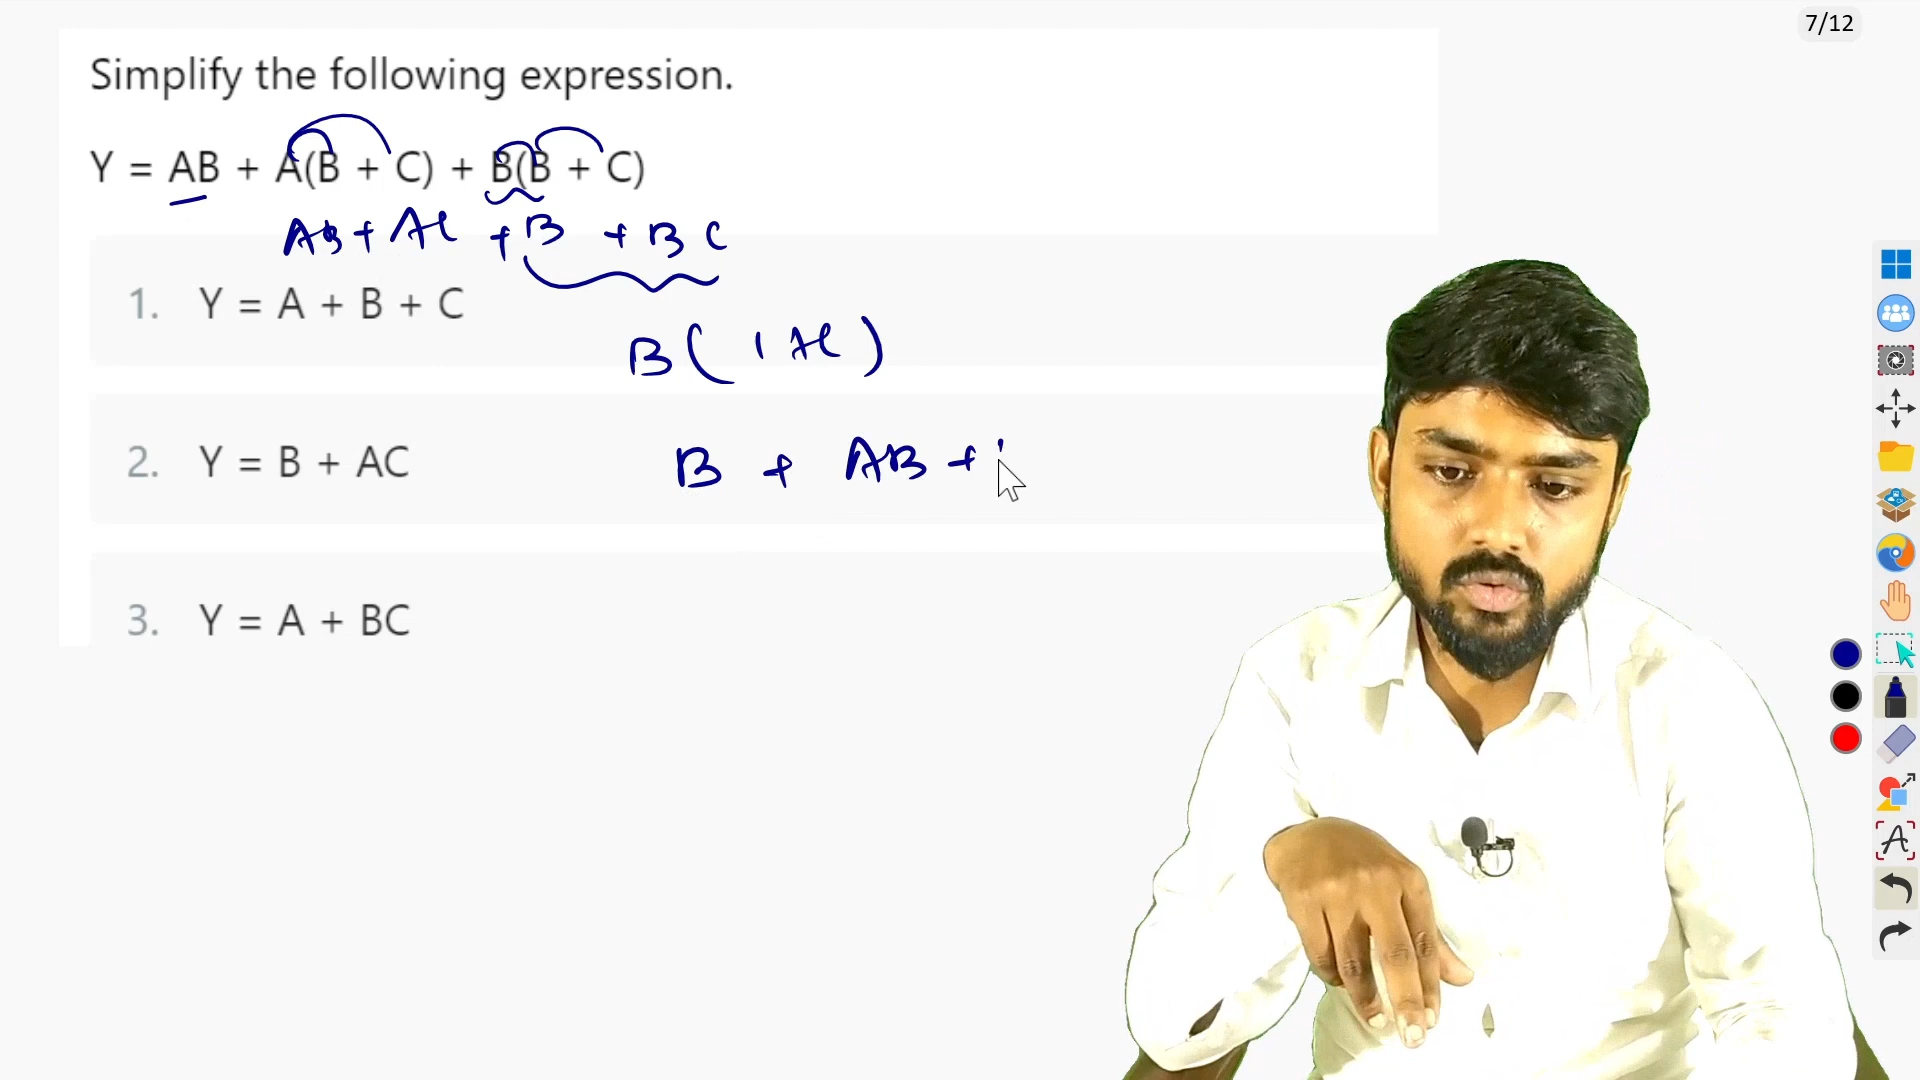 7/12
Simplify the following expression.
Y = AB + A(B + C) + B(B + C)
AB + AC + B + BC
1. Y = A + B + C
B ( 1 +C )
2. Y = B + AC
B + AB +
3. Y = A + BC